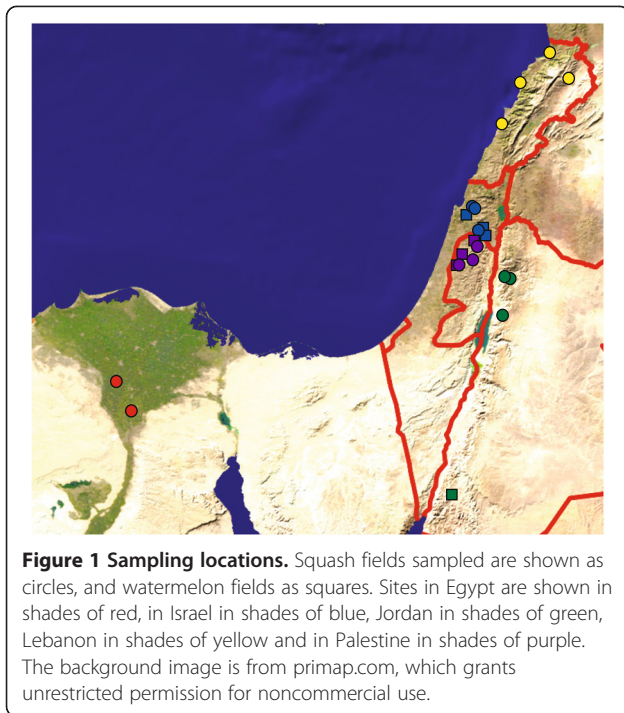 Figure 1 Sampling locations. Squash fields sampled are shown as
circles, and watermelon fields as squares. Sites in Egypt are shown in
shades of red, in Israel in shades of blue, Jordan in shades of green,
Lebanon in shades of yellow and in Palestine in shades of purple.
The background image is from primap.com, which grants
unrestricted permission for noncommercial use.